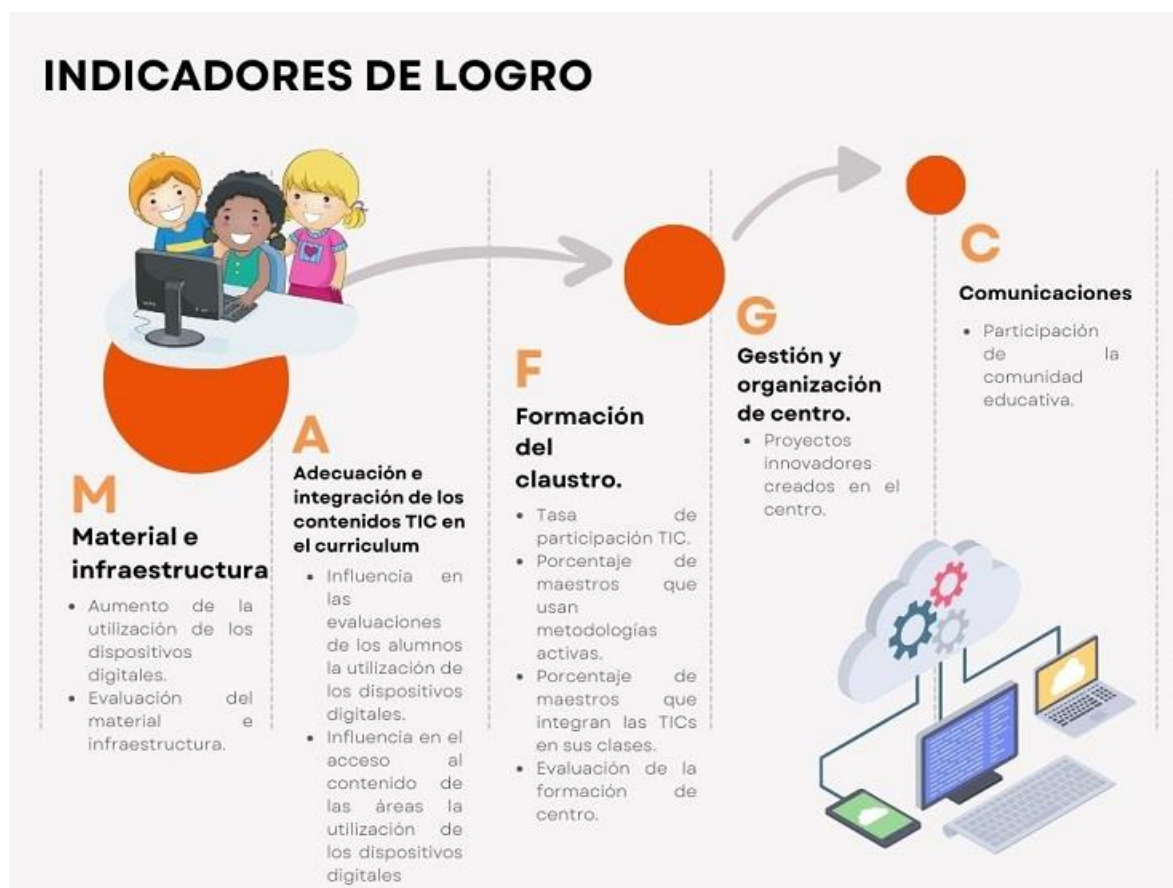 INDICADORES DE LOGRO
M
Material e
infraestructura
• Aumento de la
utilización de los
dispositivos
digitales.
• Evaluación del
material e
infraestructura.
A
Adecuación e
integración de los
contenidos TIC en
el curriculum
• Influencia en
las
evaluaciones
de los alumnos
la utilización de
los dispositivos
digitales.
• Influencia en el
acceso al
contenido de
las áreas la
utilización de
los dispositivos
digitales
F
Formación
del
claustro.
• Tasa de
participación TIC.
• Porcentaje de
maestros que
usan
metodologías
activas.
• Porcentaje de
maestros que
integran las TICs
en sus clases.
• Evaluación de la
formación de
centro.
G
Gestión y
organización
de centro.
• Proyectos
innovadores
creados en el
centro.
C
Comunicaciones
• Participación
de la
comunidad
educativa.